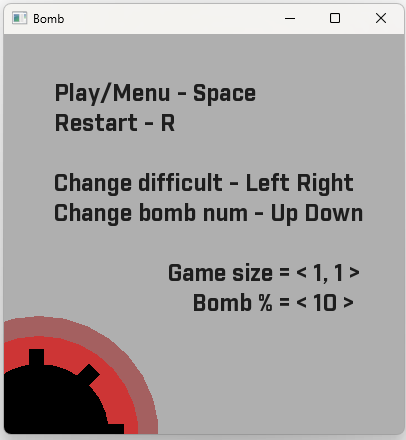 Bomb
Play/Menu - Space
Restart - R
Change difficult - Left Right
Change bomb num - Up Down
Game size = < 1, 1 >
Bomb % = < 10 >